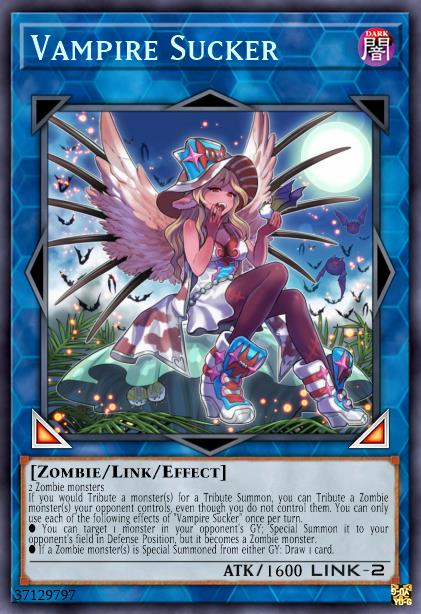 Vampire Sucker
DARK
闇
[Zombie/Link/Effect]
2 Zombie monsters
If you would Tribute a monster(s) for a Tribute Summon, you can Tribute a Zombie
monster(s) your opponent controls, even though you do not control them. You can only
use each of the following effects of "Vampire Sucker" once per turn.
● You can target 1 monster in your opponent's GY; Special Summon it to your
opponent's field in Defense Position, but it becomes a Zombie monster.
● If a Zombie monster(s) is Special Summoned from either GY: Draw 1 card.
ATK/1600 LINK-2
37129797